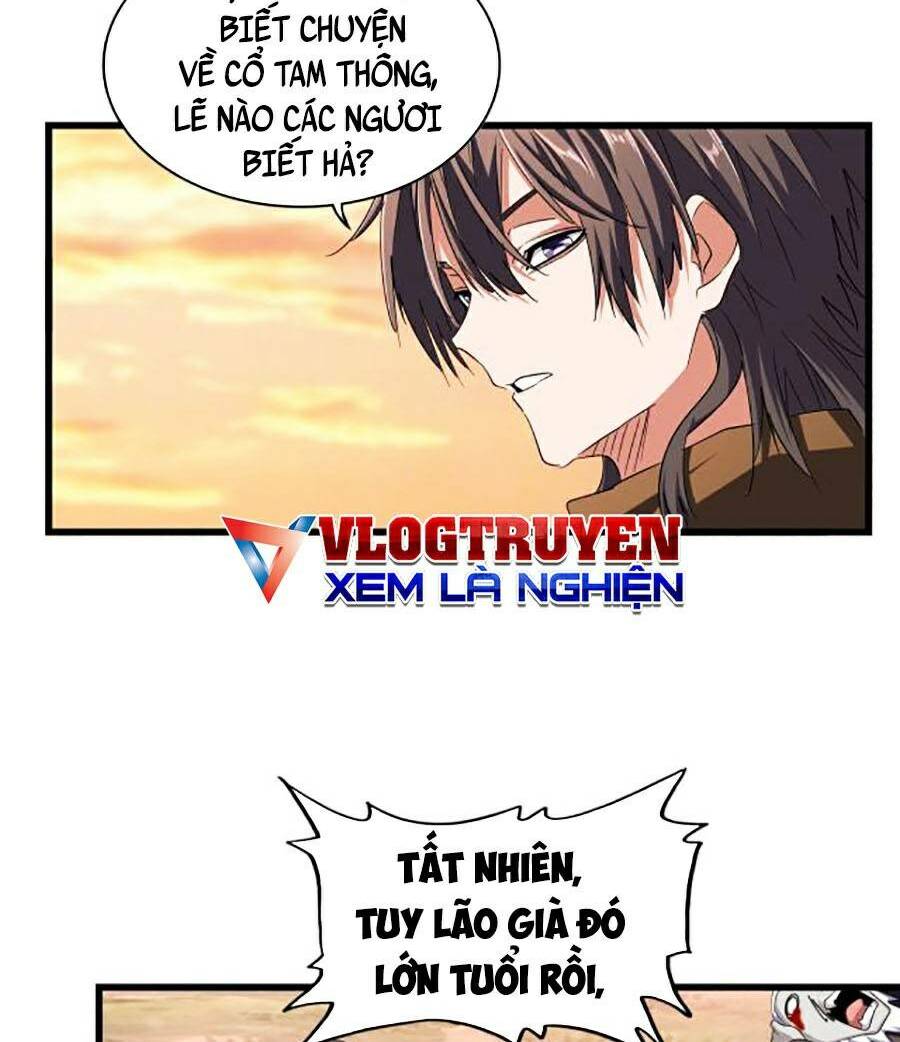 BIẾT CHUYỆN
VỀ CỔ TAM THÔNG,
LẼ NÀO CÁC NGƯƠI
BIẾT HẢ?
VLOGTRUYEN
XEM LÀ NGHIỆN
TẤT NHIÊN,
TUY LÃO GIÀ ĐÓ
LỚN TUỔI RỒI,